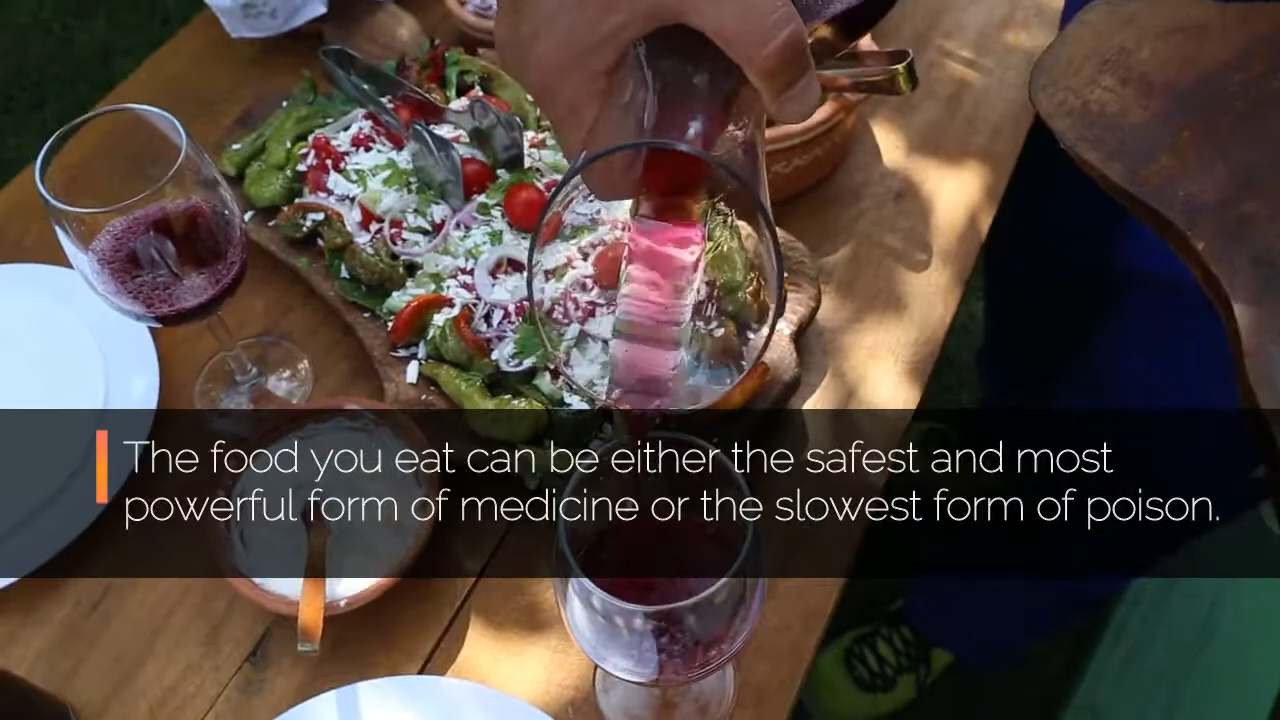 The food you eat can be either the safest and most
powerful form of medicine or the slowest form of poison.